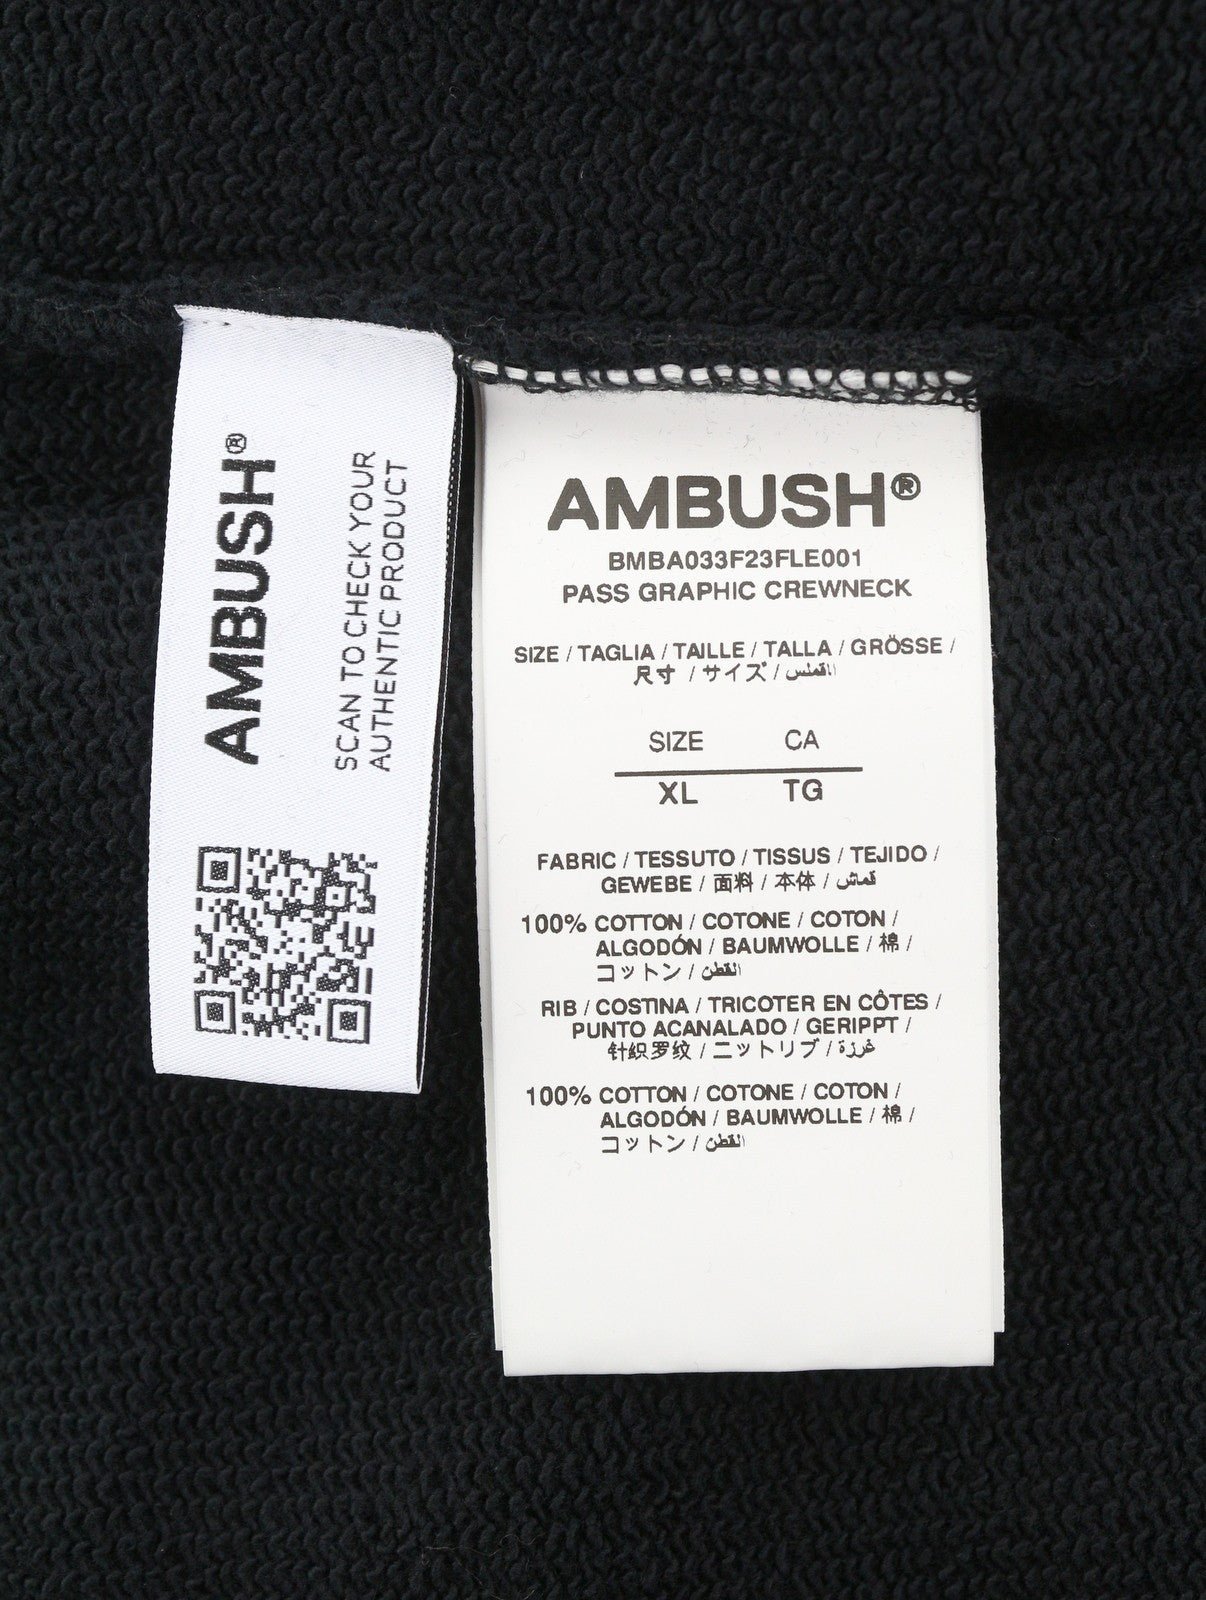 AMBUSH®
SCAN TO CHECK YOUR
AUTHENTIC PRODUCT
AMBUSH®
BMBA033F23FLE001
PASS GRAPHIC CREWNECK
SIZE / TAGLIA / TAILLE / TALLA / GRÖSSE /
尺寸 / サイズ /
SIZE CA
XL TG
FABRIC / TESSUTO / TISSUS / TEJIDO /
GEWEBE / 面料 / 本体 / قماش
100% COTTON / COTONE / COTON /
ALGODÓN / BAUMWOLLE / 棉 /
コットン / القطن
RIB / COSTINA / TRICOTER EN CÔTES /
PUNTO ACANALADO / GERIPPT /
针织罗纹 / ニットリブ / غرزة
100% COTTON / COTONE / COTON /
ALGODÓN / BAUMWOLLE / 棉 /
コットン / القطن